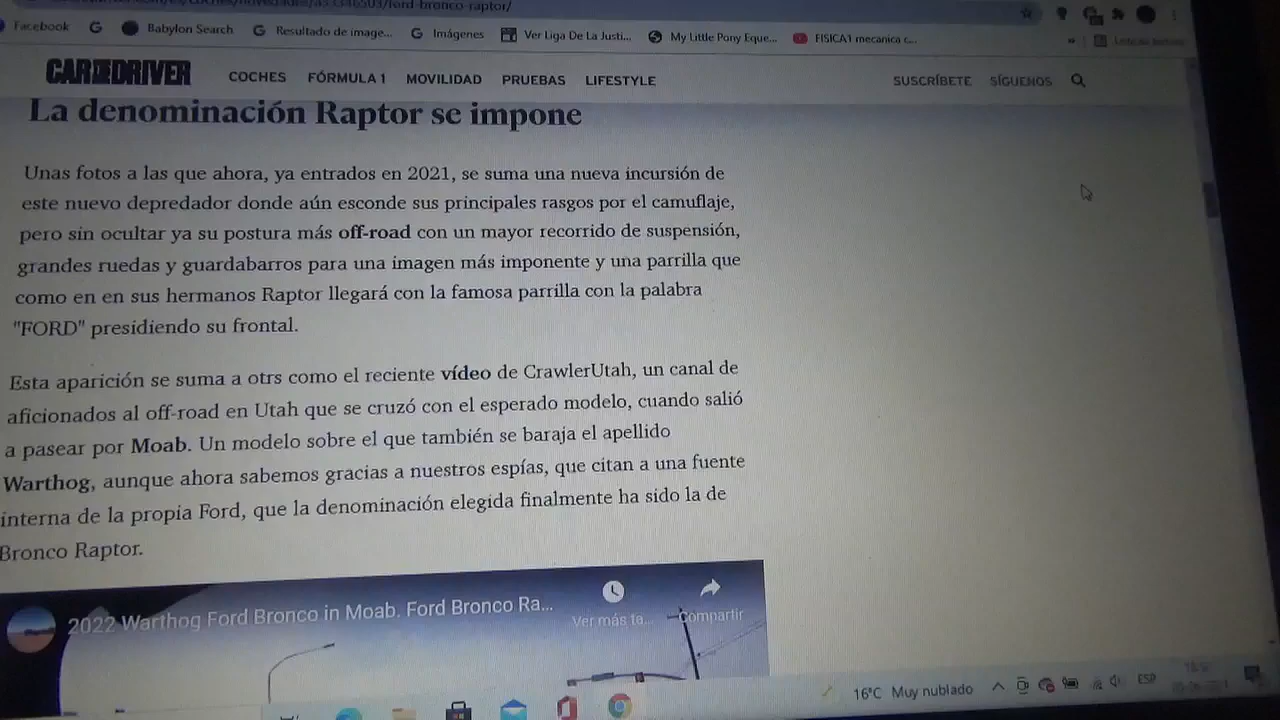 ford-bronco-raptor/
Facebook
Babylon Search
Resultado de image...
Imágenes
Ver Liga De La Justi...
My Little Pony Eque...
FISICA1 mecanica c...
»
CAR AND DRIVER
COCHES FÓRMULA 1 MOVILIDAD PRUEBAS LIFESTYLE
SUSCRÍBETE SÍGUENOS
La denominación Raptor se impone
Unas fotos a las que ahora, ya entrados en 2021, se suma una nueva incursión de
este nuevo depredador donde aún esconde sus principales rasgos por el camuflaje,
pero sin ocultar ya su postura más off-road con un mayor recorrido de suspensión,
grandes ruedas y guardabarros para una imagen más imponente y una parrilla que
como en en sus hermanos Raptor llegará con la famosa parrilla con la palabra
"FORD" presidiendo su frontal.
Esta aparición se suma a otrs como el reciente vídeo de CrawlerUtah, un canal de
aficionados al off-road en Utah que se cruzó con el esperado modelo, cuando salió
a pasear por Moab. Un modelo sobre el que también se baraja el apellido
Warthog, aunque ahora sabemos gracias a nuestros espías, que citan a una fuente
interna de la propia Ford, que la denominación elegida finalmente ha sido la de
Bronco Raptor.
2022 Warthog Ford Bronco in Moab. Ford Bronco Ra...
Ver más ta...
Compartir
16°C Muy nublado
ESP